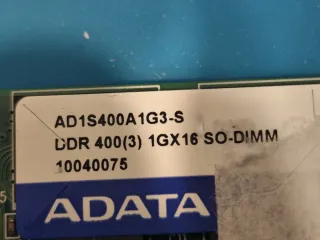 AD1S400A1G3-S
DDR 400(3) 1GX16 SO-DIMM
10040075
ADATA